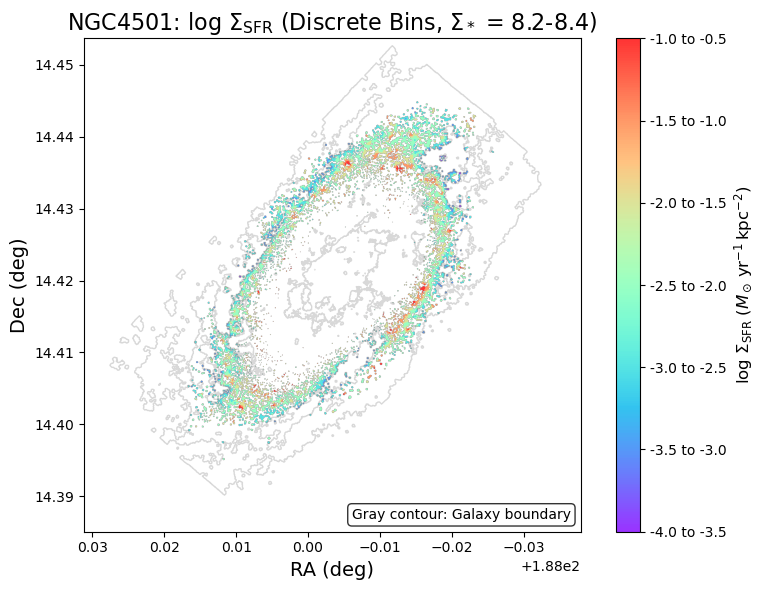 NGC4501: log Σ_SFR (Discrete Bins, Σ_* = 8.2-8.4)
14.45
14.44
14.43
14.42
14.41
14.40
14.39
Dec (deg)
Gray contour: Galaxy boundary
0.03 0.02 0.01 0.00 −0.01 −0.02 −0.03
+1.88e2
RA (deg)
-1.0 to -0.5
-1.5 to -1.0
-2.0 to -1.5
-2.5 to -2.0
-3.0 to -2.5
-3.5 to -3.0
-4.0 to -3.5
log Σ_SFR (M_⊙ yr⁻¹ kpc⁻²)